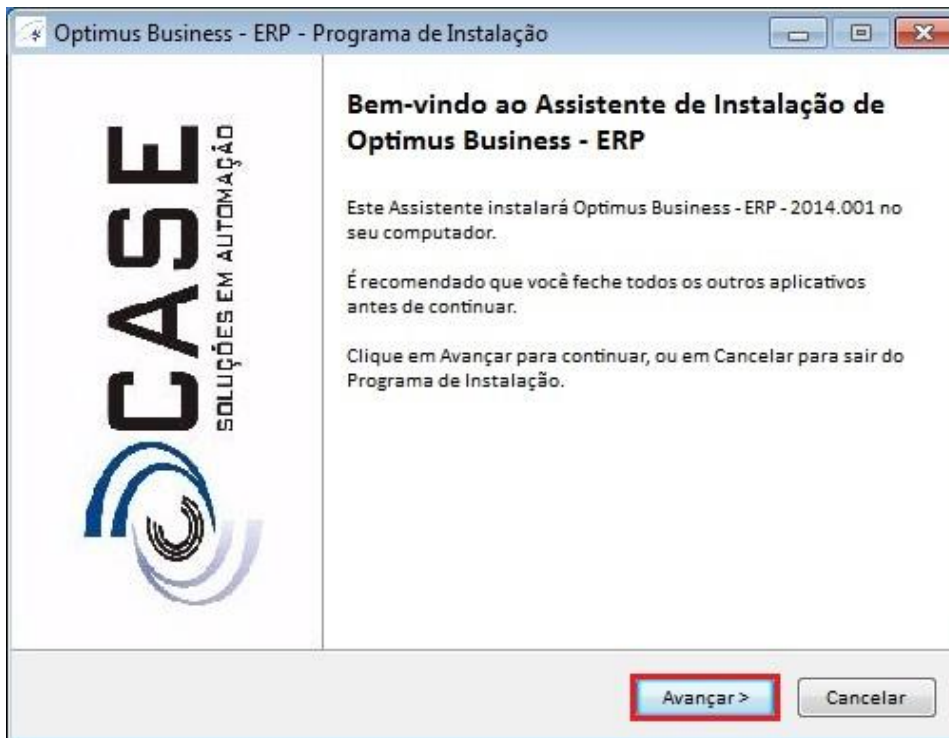 Optimus Business - ERP - Programa de Instalação
CASE
SOLUÇÕES EM AUTOMAÇÃO
Bem-vindo ao Assistente de Instalação de
Optimus Business - ERP
Este Assistente instalará Optimus Business - ERP - 2014.001 no
seu computador.
É recomendado que você feche todos os outros aplicativos
antes de continuar.
Clique em Avançar para continuar, ou em Cancelar para sair do
Programa de Instalação.
Avançar >
Cancelar